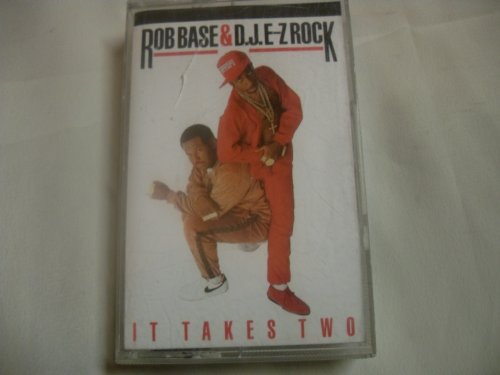 ROB BASE & D.J. E-Z ROCK
IT TAKES TWO